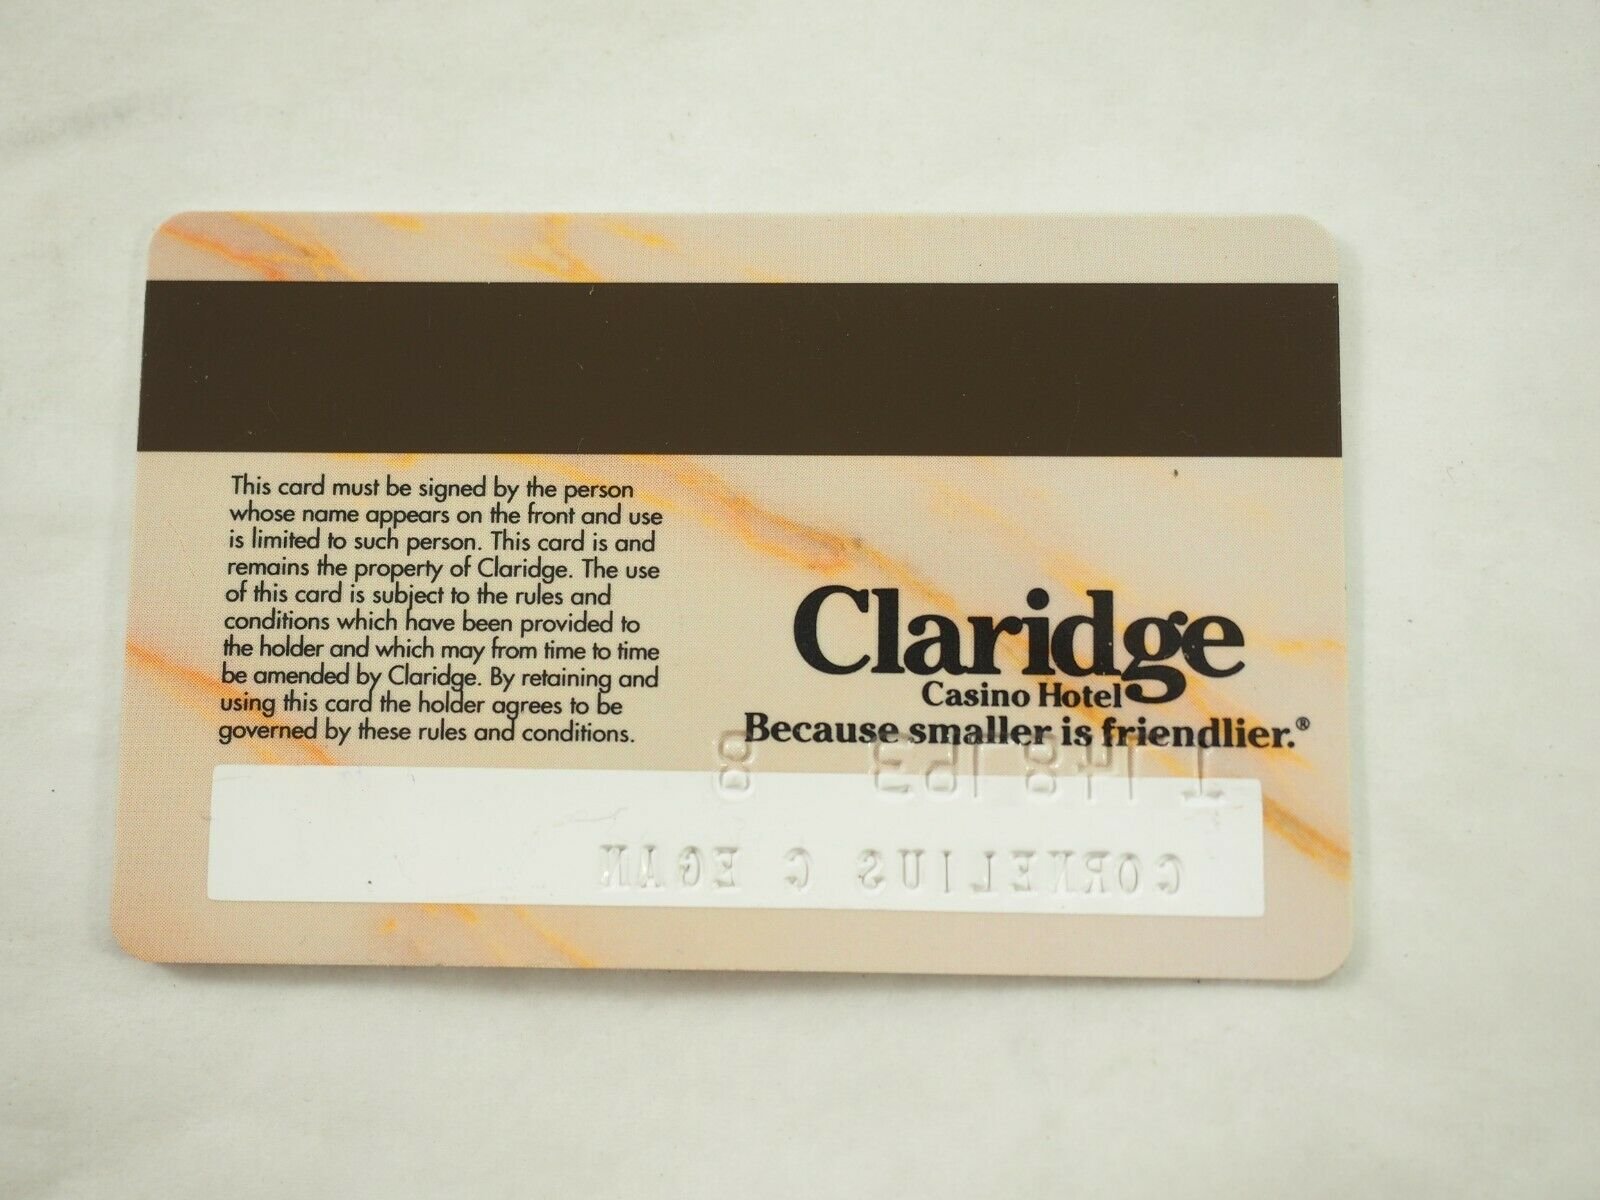 This card must be signed by the person
whose name appears on the front and use
is limited to such person. This card is and
remains the property of Claridge. The use
of this card is subject to the rules and
conditions which have been provided to
the holder and which may from time to time
be amended by Claridge. By retaining and
using this card the holder agrees to be
governed by these rules and conditions.
Claridge
Casino Hotel
Because smaller is friendlier.®
CORNELIUS C EGAN